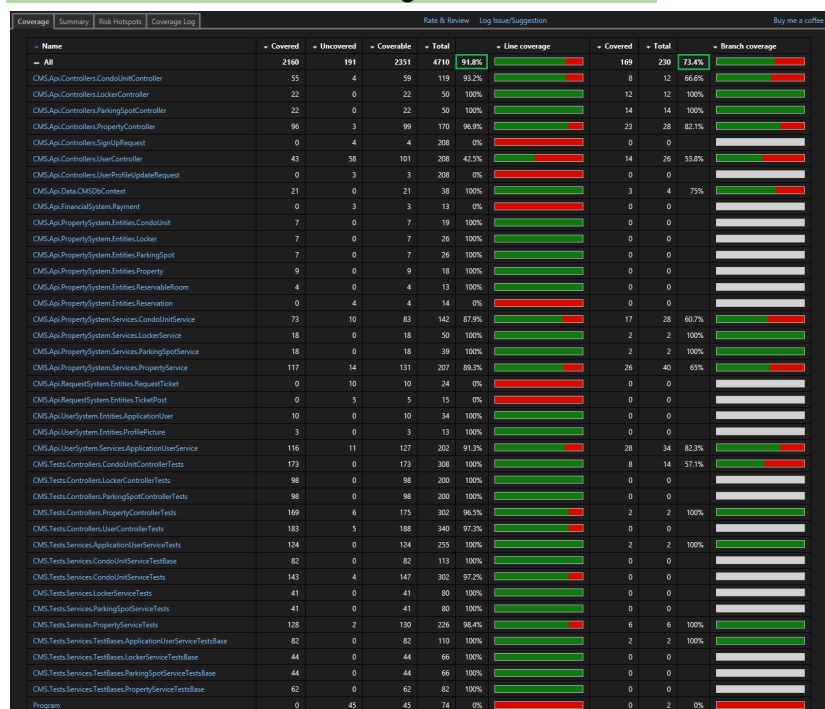 Coverage Summary Risk Hotspots Coverage Log Rate & Review Log Issue/Suggestion Buy me a coffee
Name Covered Uncovered Coverable Total Line coverage Covered Total Branch coverage
All 2160 191 2351 4710 91.8% 169 230 73.4%
CMS.Api.Controllers.CondoUnitController 55 4 59 119 93.2% 8 12 66.6%
CMS.Api.Controllers.LockerController 22 0 22 50 100% 12 12 100%
CMS.Api.Controllers.ParkingSpotController 22 0 22 50 100% 14 14 100%
CMS.Api.Controllers.PropertyController 96 3 99 170 96.9% 23 28 82.1%
CMS.Api.Controllers.SignUpRequest 0 4 4 208 0% 0 0
CMS.Api.Controllers.UserController 43 58 101 208 42.5% 14 26 53.8%
CMS.Api.Controllers.UserProfileUpdateRequest 0 3 3 208 0% 0 0
CMS.Api.Data.CMSDbContext 21 0 21 38 100% 3 4 75%
CMS.Api.FinancialSystem.Payment 0 3 3 13 0% 0 0
CMS.Api.PropertySystem.Entities.CondoUnit 7 0 7 19 100% 0 0
CMS.Api.PropertySystem.Entities.Locker 7 0 7 26 100% 0 0
CMS.Api.PropertySystem.Entities.ParkingSpot 7 0 7 26 100% 0 0
CMS.Api.PropertySystem.Entities.Property 9 0 9 18 100% 0 0
CMS.Api.PropertySystem.Entities.ReservableRoom 4 0 4 13 100% 0 0
CMS.Api.PropertySystem.Entities.Reservation 0 4 4 14 0% 0 0
CMS.Api.PropertySystem.Services.CondoUnitService 73 10 83 142 87.9% 17 28 60.7%
CMS.Api.PropertySystem.Services.LockerService 18 0 18 50 100% 2 2 100%
CMS.Api.PropertySystem.Services.ParkingSpotService 18 0 18 39 100% 2 2 100%
CMS.Api.PropertySystem.Services.PropertyService 117 14 131 207 89.3% 26 40 65%
CMS.Api.RequestSystem.Entities.RequestTicket 0 10 10 24 0% 0 0
CMS.Api.RequestSystem.Entities.TicketPost 0 5 5 15 0% 0 0
CMS.Api.UserSystem.Entities.ApplicationUser 10 0 10 34 100% 0 0
CMS.Api.UserSystem.Entities.ProfilePicture 3 0 3 13 100% 0 0
CMS.Api.UserSystem.Services.ApplicationUserService 116 11 127 202 91.3% 28 34 82.3%
CMS.Tests.Controllers.CondoUnitControllerTests 173 0 173 308 100% 8 14 57.1%
CMS.Tests.Controllers.LockerControllerTests 98 0 98 200 100% 0 0
CMS.Tests.Controllers.ParkingSpotControllerTests 98 0 98 200 100% 0 0
CMS.Tests.Controllers.PropertyControllerTests 169 6 175 302 96.5% 2 2 100%
CMS.Tests.Controllers.UserControllerTests 183 5 188 340 97.3% 0 0
CMS.Tests.Services.ApplicationUserServiceTests 124 0 124 255 100% 2 2 100%
CMS.Tests.Services.CondoUnitServiceTestBase 82 0 82 113 100% 0 0
CMS.Tests.Services.CondoUnitServiceTests 143 4 147 302 97.2% 0 0
CMS.Tests.Services.LockerServiceTests 41 0 41 80 100% 0 0
CMS.Tests.Services.ParkingSpotServiceTests 41 0 41 80 100% 0 0
CMS.Tests.Services.PropertyServiceTests 128 2 130 226 98.4% 6 6 100%
CMS.Tests.Services.TestBases.ApplicationUserServiceTestsBase 82 0 82 110 100% 2 2 100%
CMS.Tests.Services.TestBases.LockerServiceTestsBase 44 0 44 66 100% 0 0
CMS.Tests.Services.TestBases.ParkingSpotServiceTestsBase 44 0 44 66 100% 0 0
CMS.Tests.Services.TestBases.PropertyServiceTestsBase 62 0 62 82 100% 0 0
Program 0 45 45 74 0% 0 2 0%